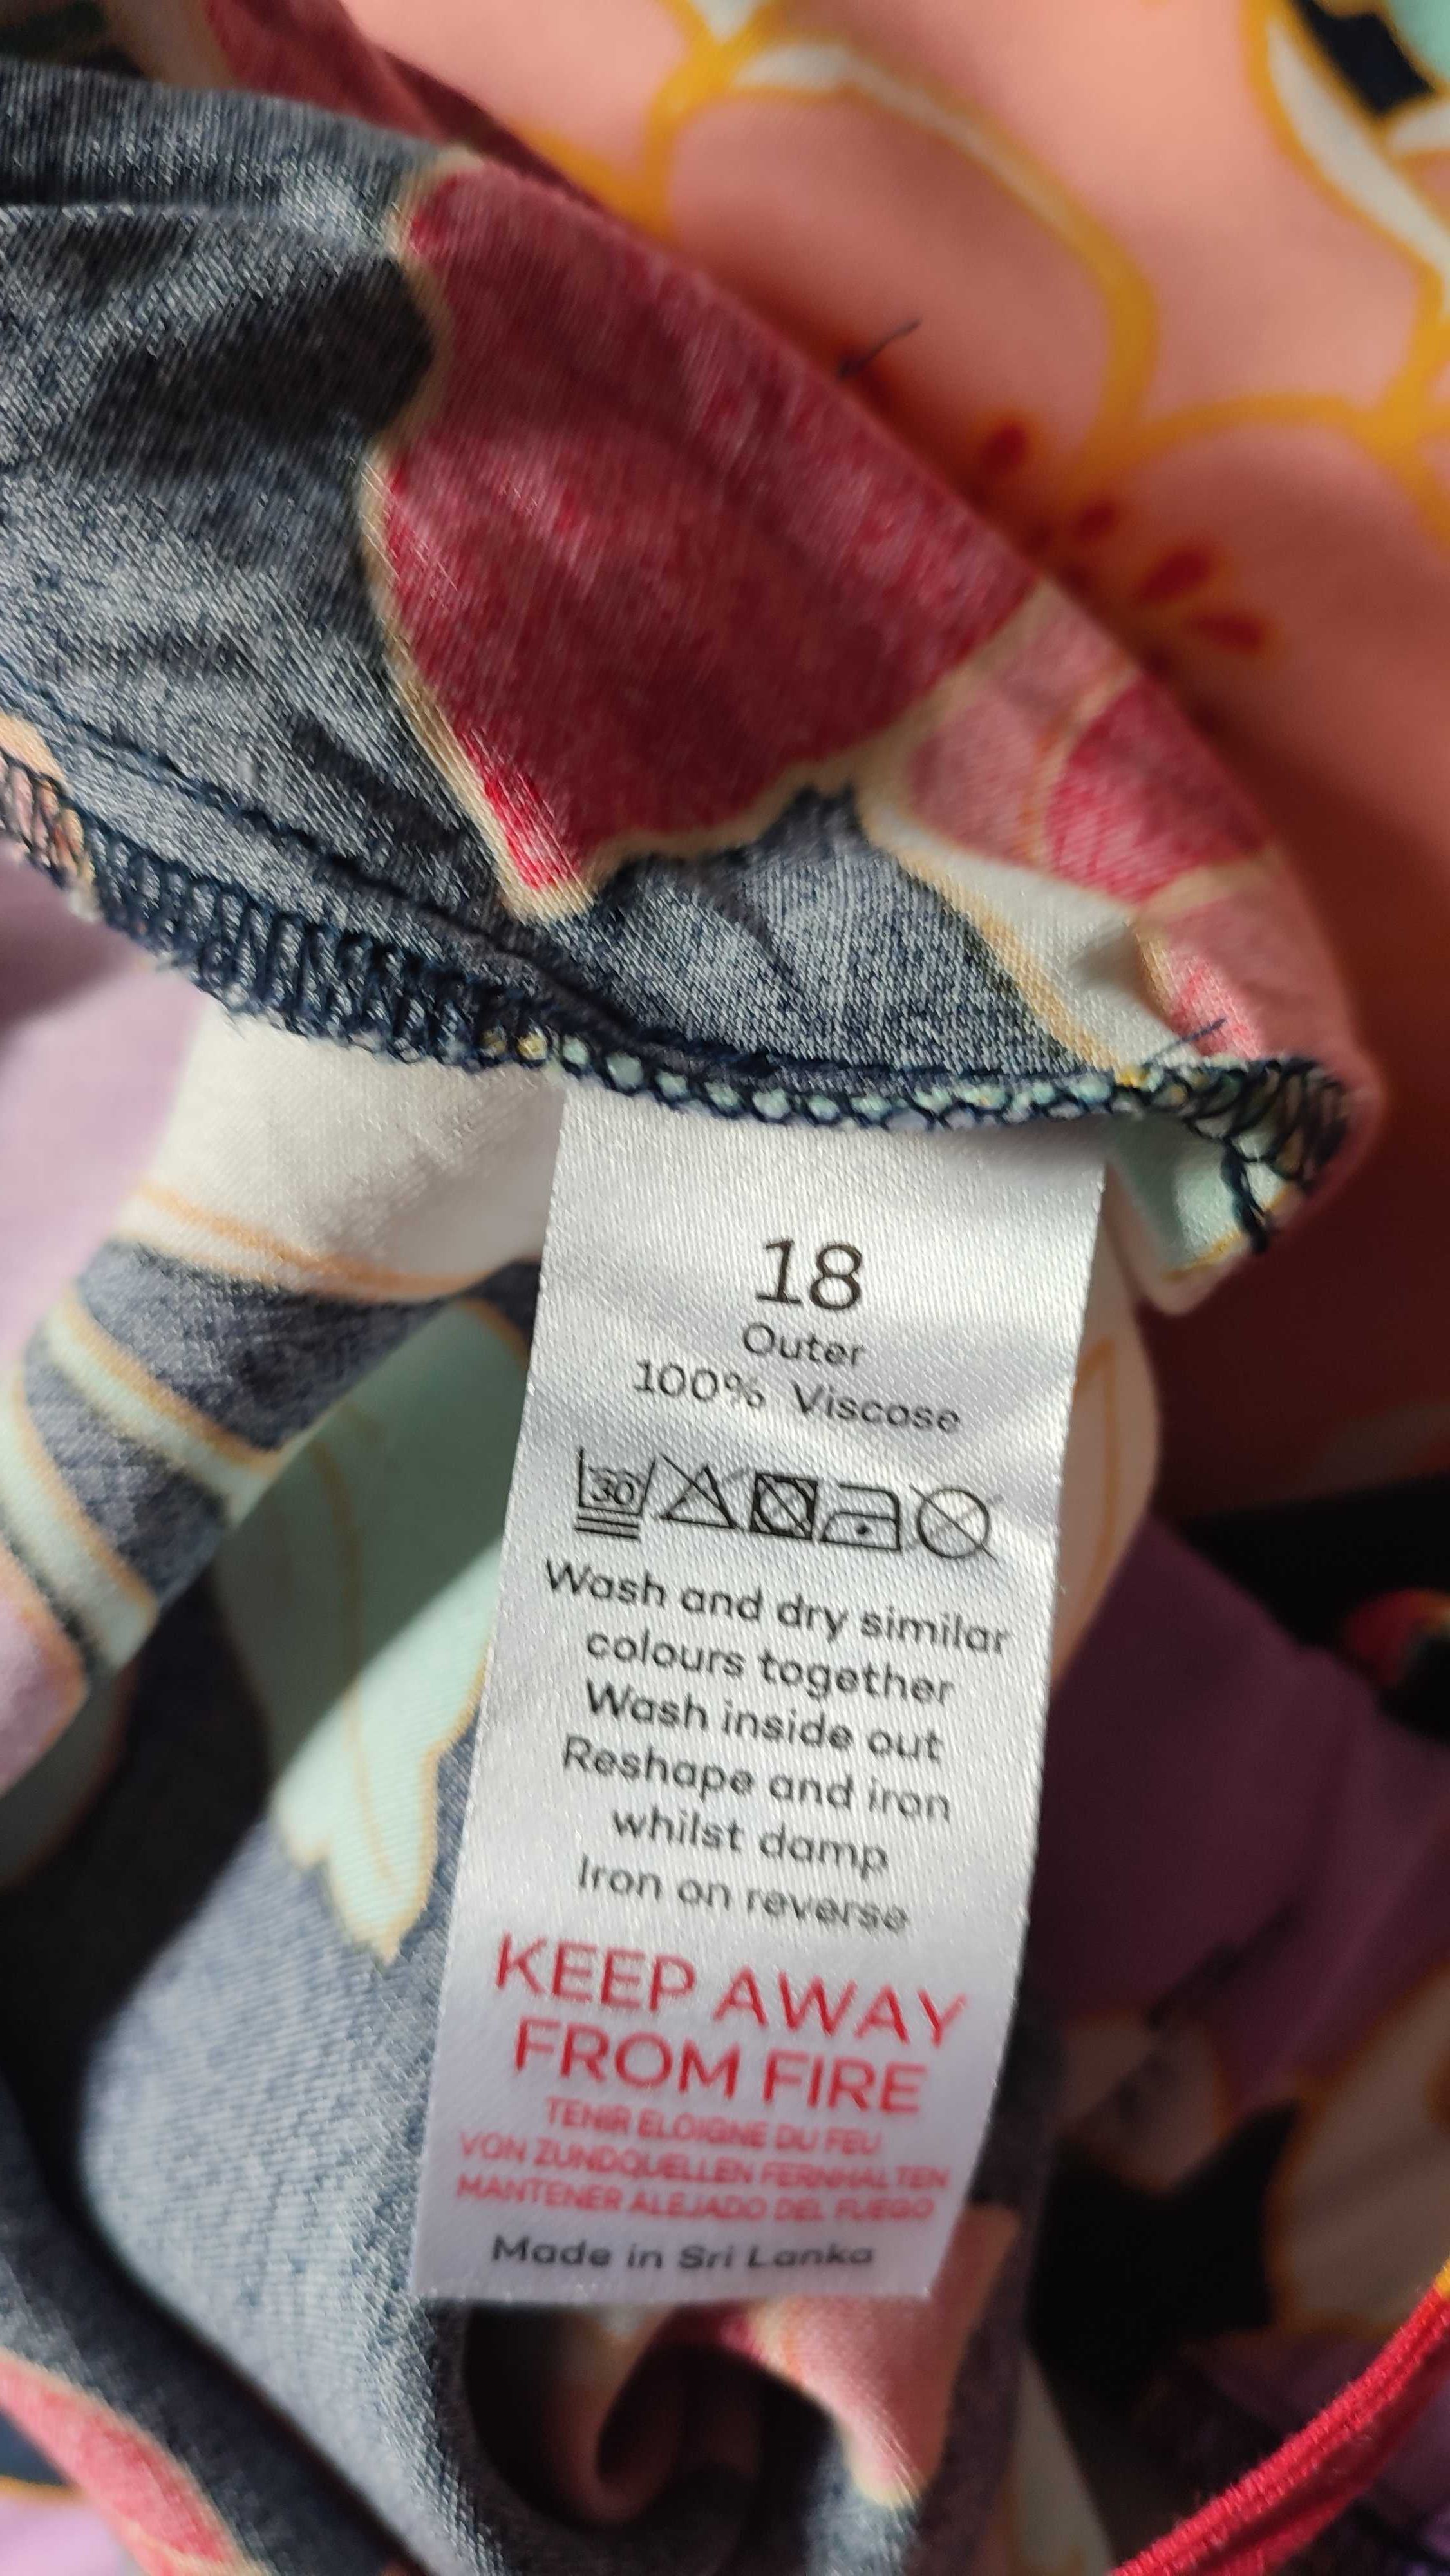 18
Outer
100% Viscose
30
Wash and dry similar
colours together
Wash inside out
Reshape and iron
whilst damp
Iron on reverse
KEEP AWAY
FROM FIRE
TENIR ELOIGNE DU FEU
VON ZUNDQUELLEN FERNHALTEN
MANTENER ALEJADO DEL FUEGO
Made in Sri Lanka